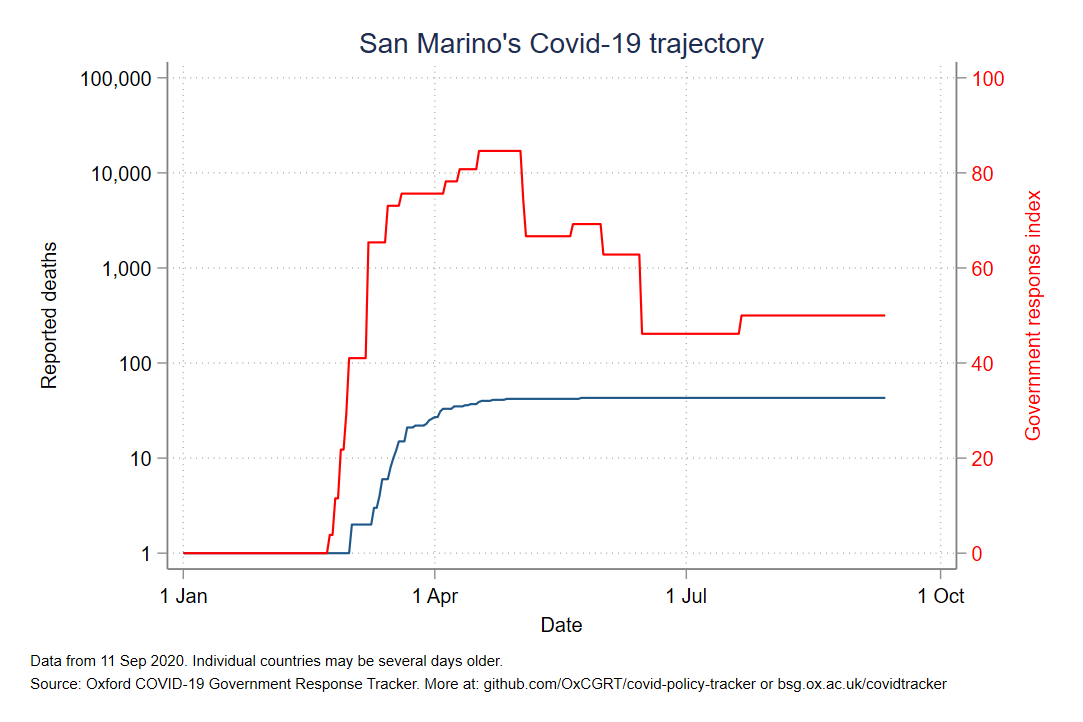 San Marino's Covid-19 trajectory
100,000
10,000
1,000
100
10
1
Reported deaths
100
80
60
40
20
0
Government response index
1 Jan
1 Apr
1 Jul
1 Oct
Date
Data from 11 Sep 2020. Individual countries may be several days older.
Source: Oxford COVID-19 Government Response Tracker. More at: github.com/OxCGRT/covid-policy-tracker or bsg.ox.ac.uk/covidtracker